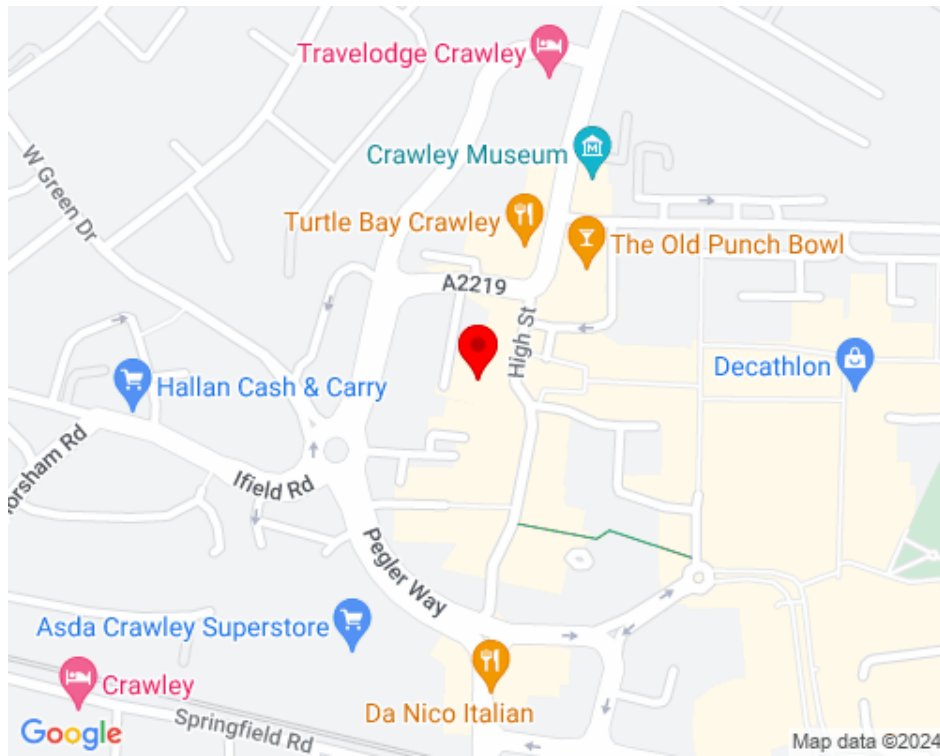 Travelodge Crawley
Crawley Museum
W Green Dr
Turtle Bay Crawley
The Old Punch Bowl
A2219
High St
Decathlon
Hallan Cash & Carry
orsham Rd
Ifield Rd
Pegler Way
Asda Crawley Superstore
Crawley
Da Nico Italian
Springfield Rd
Google
Map data ©2024